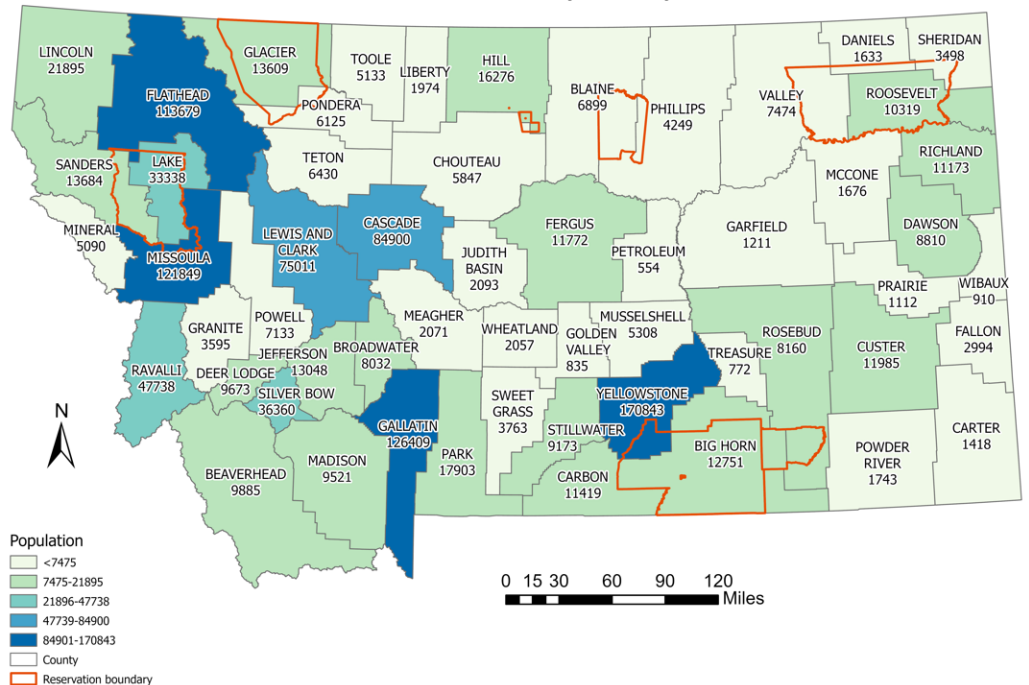 LINCOLN
21895
FLATHEAD
113679
GLACIER
13609
TOOLE
5133
LIBERTY
1974
PONDERA
6125
HILL
16276
BLAINE
6899
PHILLIPS
4249
VALLEY
7474
DANIELS
1633
SHERIDAN
3498
ROOSEVELT
10319
SANDERS
13684
LAKE
33338
TETON
6430
CHOUTEAU
5847
RICHLAND
11173
MCCONE
1676
DAWSON
8810
MINERAL
5090
MISSOULA
121849
LEWIS AND
CLARK
75011
CASCADE
84900
JUDITH
BASIN
2093
FERGUS
11772
PETROLEUM
554
GARFIELD
1211
PRAIRIE
1112
WIBAUX
910
GRANITE
3595
POWELL
7133
MEAGHER
2071
WHEATLAND
2057
GOLDEN
VALLEY
835
MUSSELSHELL
5308
TREASURE
772
ROSEBUD
8160
CUSTER
11985
FALLON
2994
RAVALLI
47738
DEER LODGE
9673
JEFFERSON
13048
BROADWATER
8032
SILVER BOW
36360
GALLATIN
126409
SWEET
GRASS
3763
STILLWATER
9173
YELLOWSTONE
170843
BEAVERHEAD
9885
MADISON
9521
PARK
17903
CARBON
11419
BIG HORN
12751
POWDER
RIVER
1743
CARTER
1418
N
Population
<7475
7475-21895
21896-47738
47739-84900
84901-170843
County
Reservation boundary
0 15 30 60 90 120
Miles